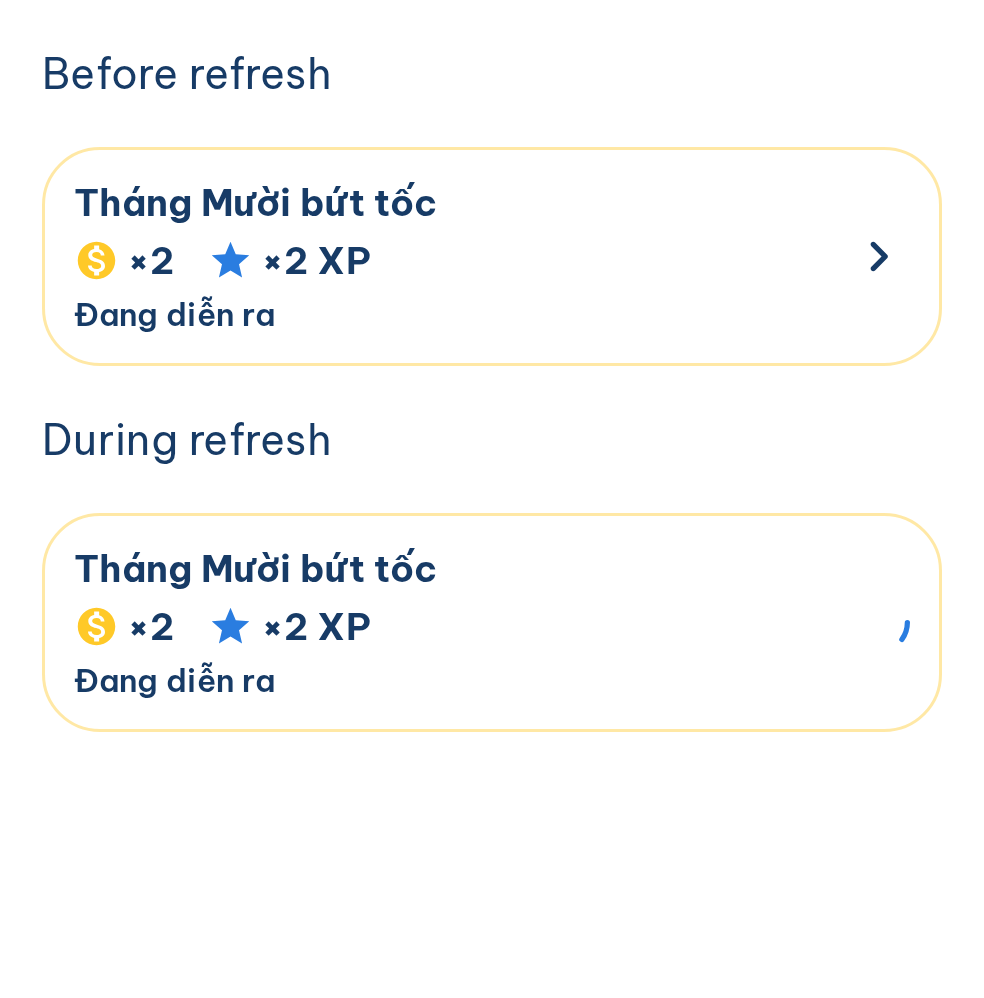 Before refresh
Tháng Mười bứt tốc
$ ×2 ×2 XP
Đang diễn ra
During refresh
Tháng Mười bứt tốc
$ ×2 ×2 XP
Đang diễn ra